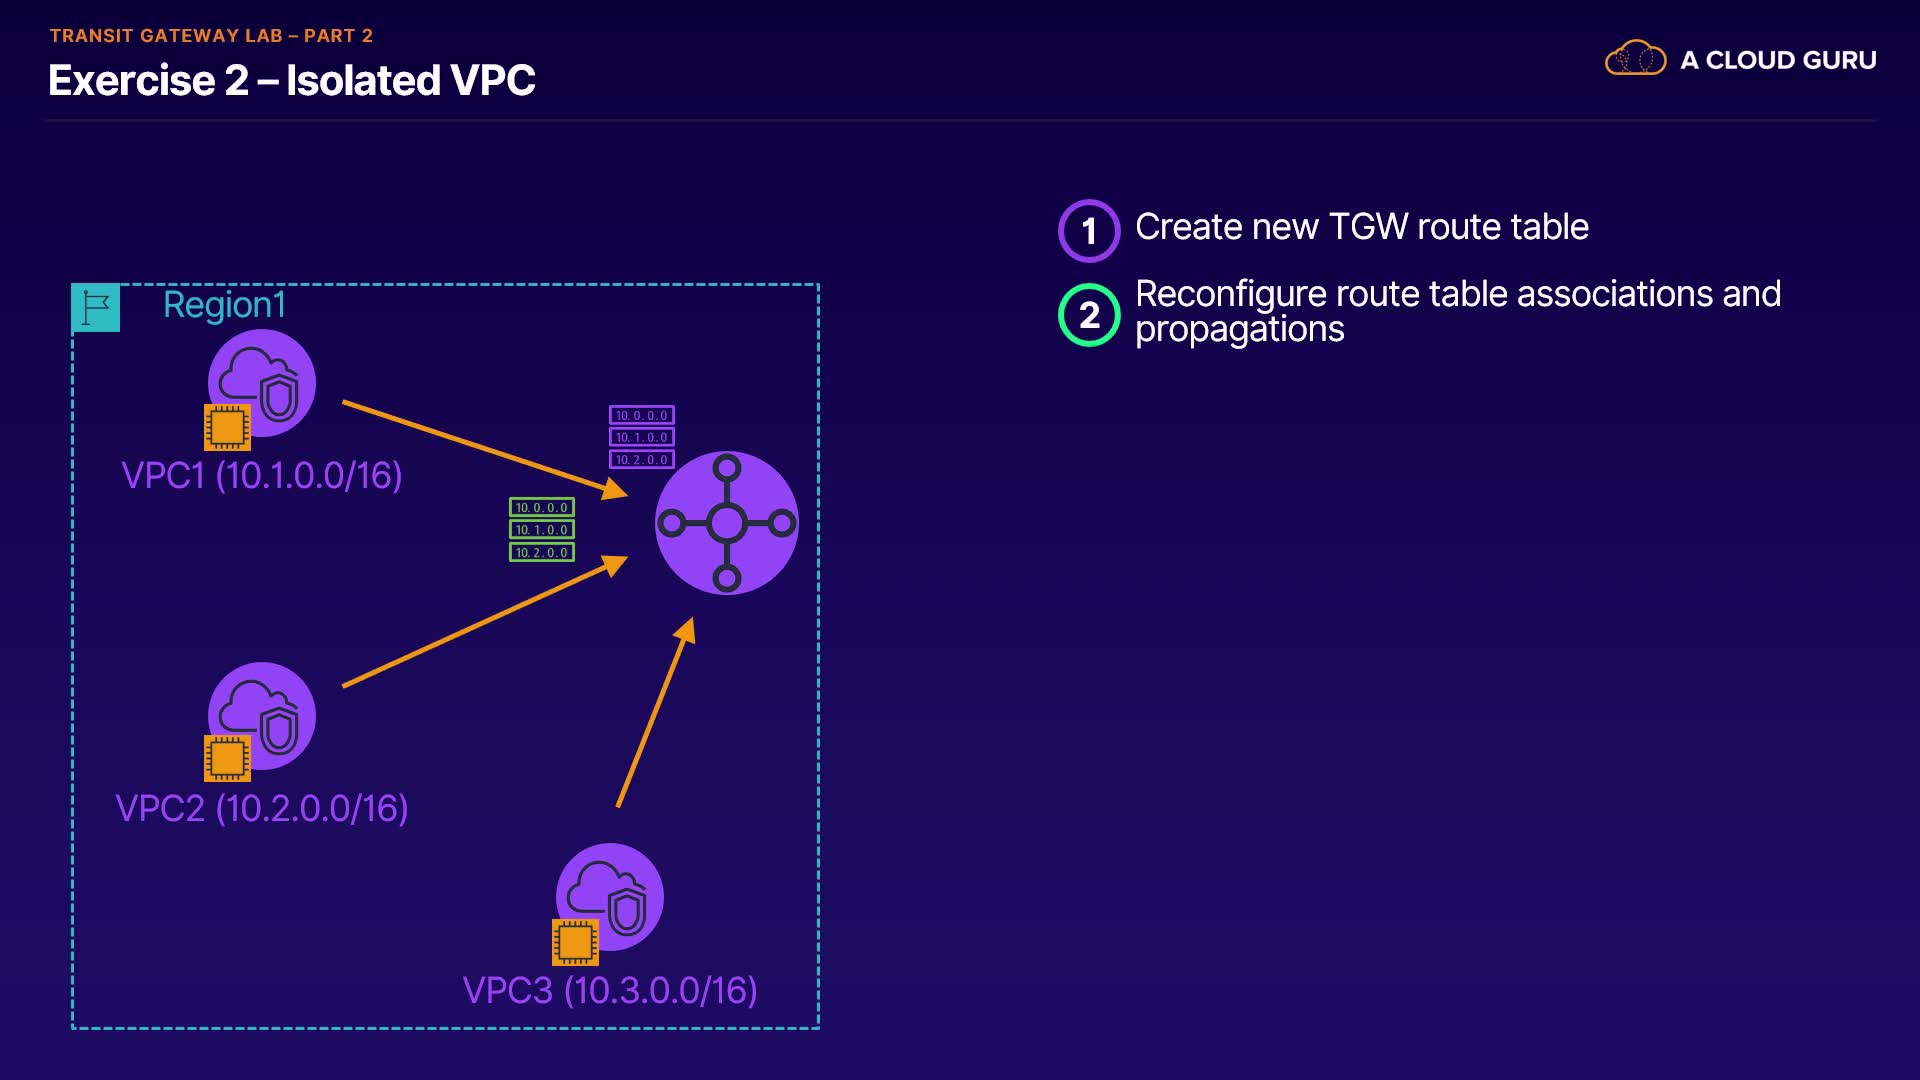 TRANSIT GATEWAY LAB – PART 2
Exercise 2 – Isolated VPC
A CLOUD GURU
1 Create new TGW route table
2 Reconfigure route table associations and
propagations
Region1
VPC1 (10.1.0.0/16)
10.0.0.0
10.1.0.0
10.2.0.0
10.0.0.0
10.1.0.0
10.2.0.0
VPC2 (10.2.0.0/16)
VPC3 (10.3.0.0/16)